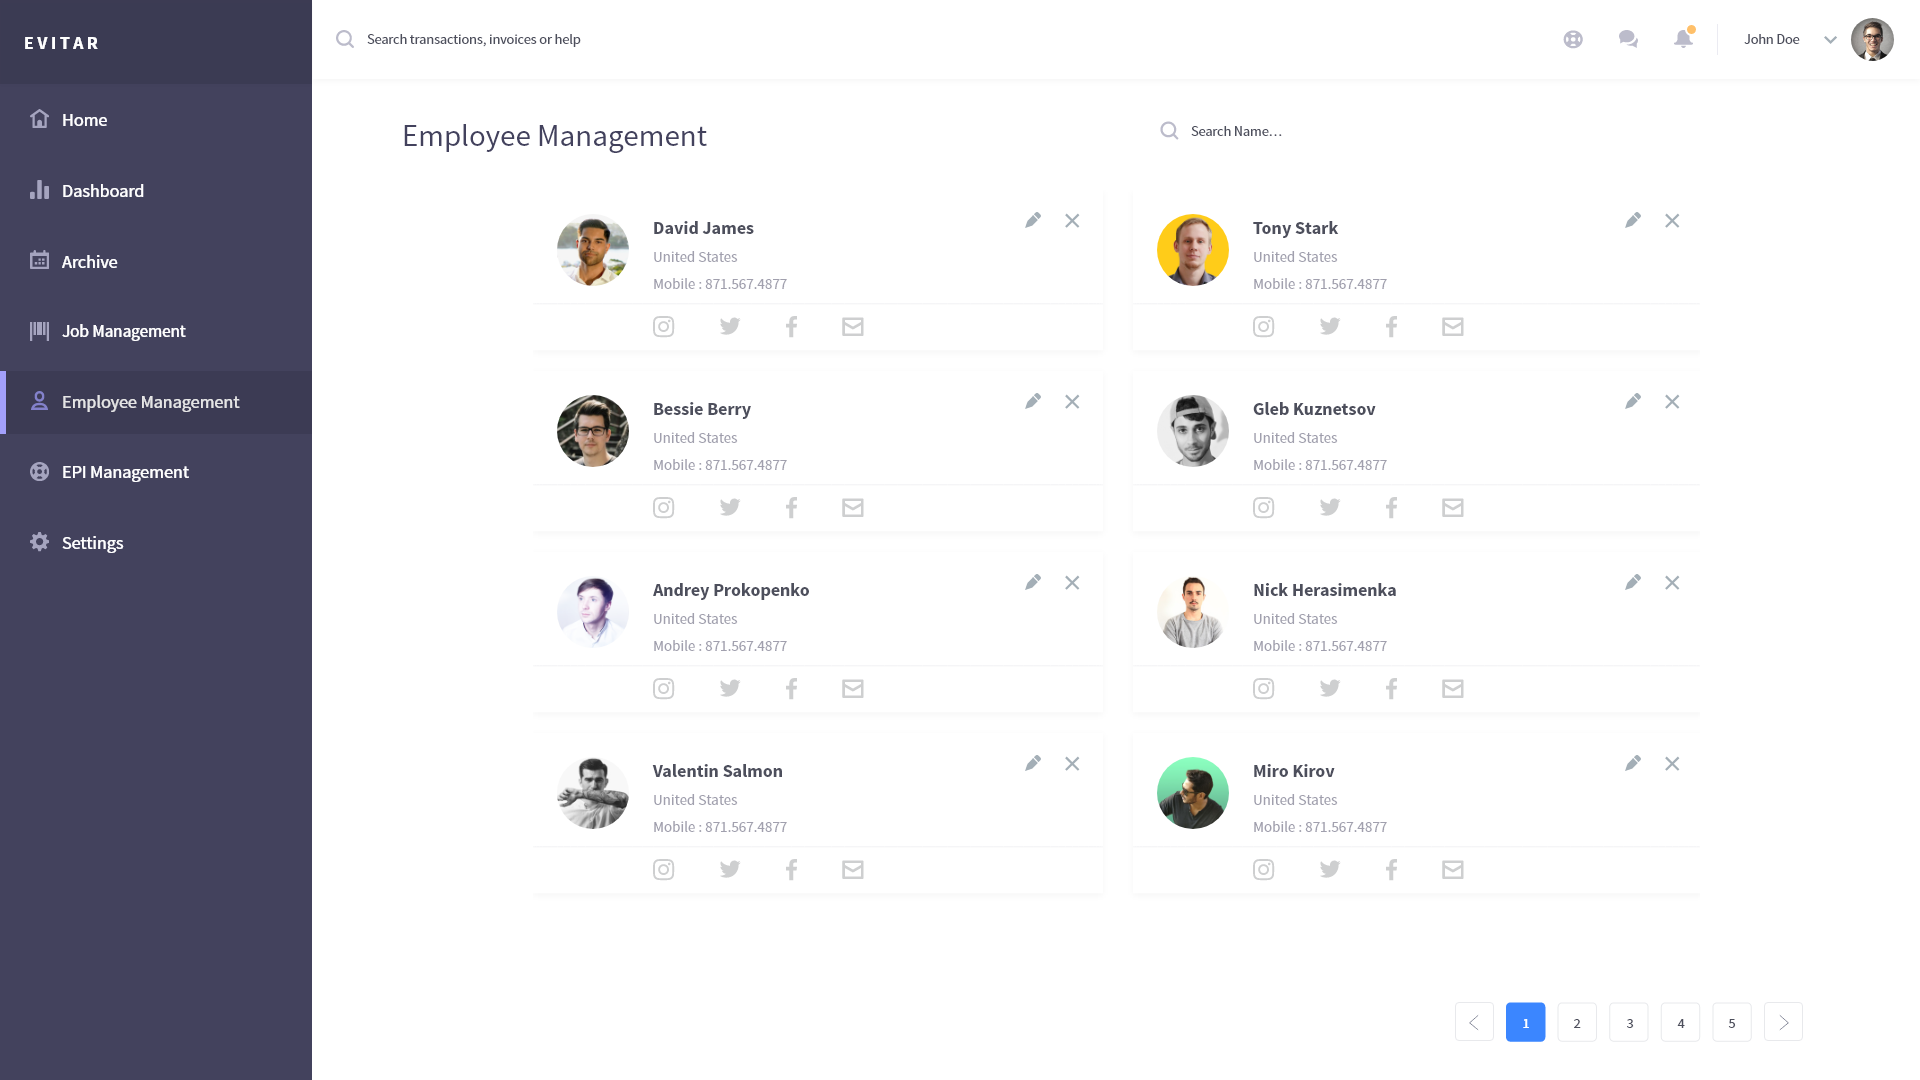 EVITAR
Search transactions, invoices or help
John Doe
Home
Dashboard
Archive
Job Management
Employee Management
EPI Management
Settings
Employee Management
Search Name...
David James
United States
Mobile : 871.567.4877
Tony Stark
United States
Mobile : 871.567.4877
Bessie Berry
United States
Mobile : 871.567.4877
Gleb Kuznetsov
United States
Mobile : 871.567.4877
Andrey Prokopenko
United States
Mobile : 871.567.4877
Nick Herasimenka
United States
Mobile : 871.567.4877
Valentin Salmon
United States
Mobile : 871.567.4877
Miro Kirov
United States
Mobile : 871.567.4877
1 2 3 4 5